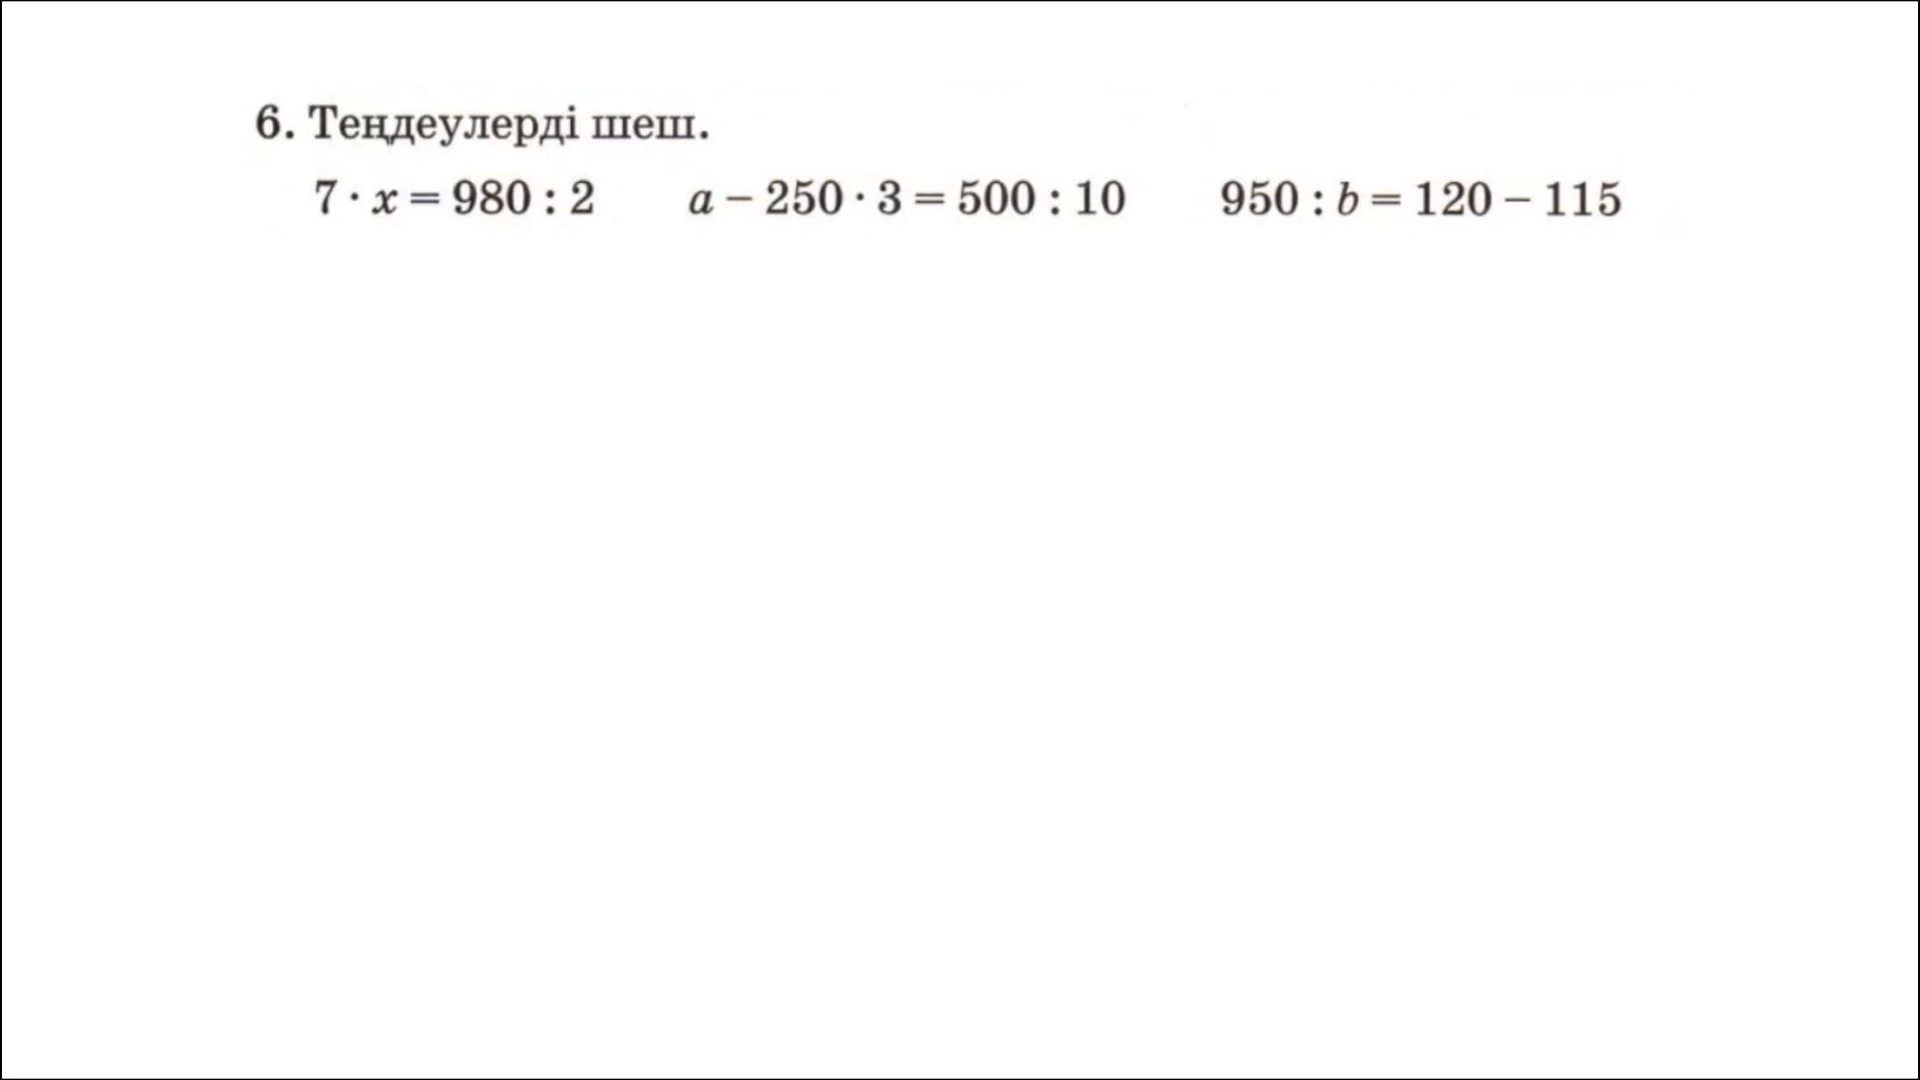 6. Теңдеулерді шеш.
7 · x = 980 : 2 a − 250 · 3 = 500 : 10 950 : b = 120 − 115